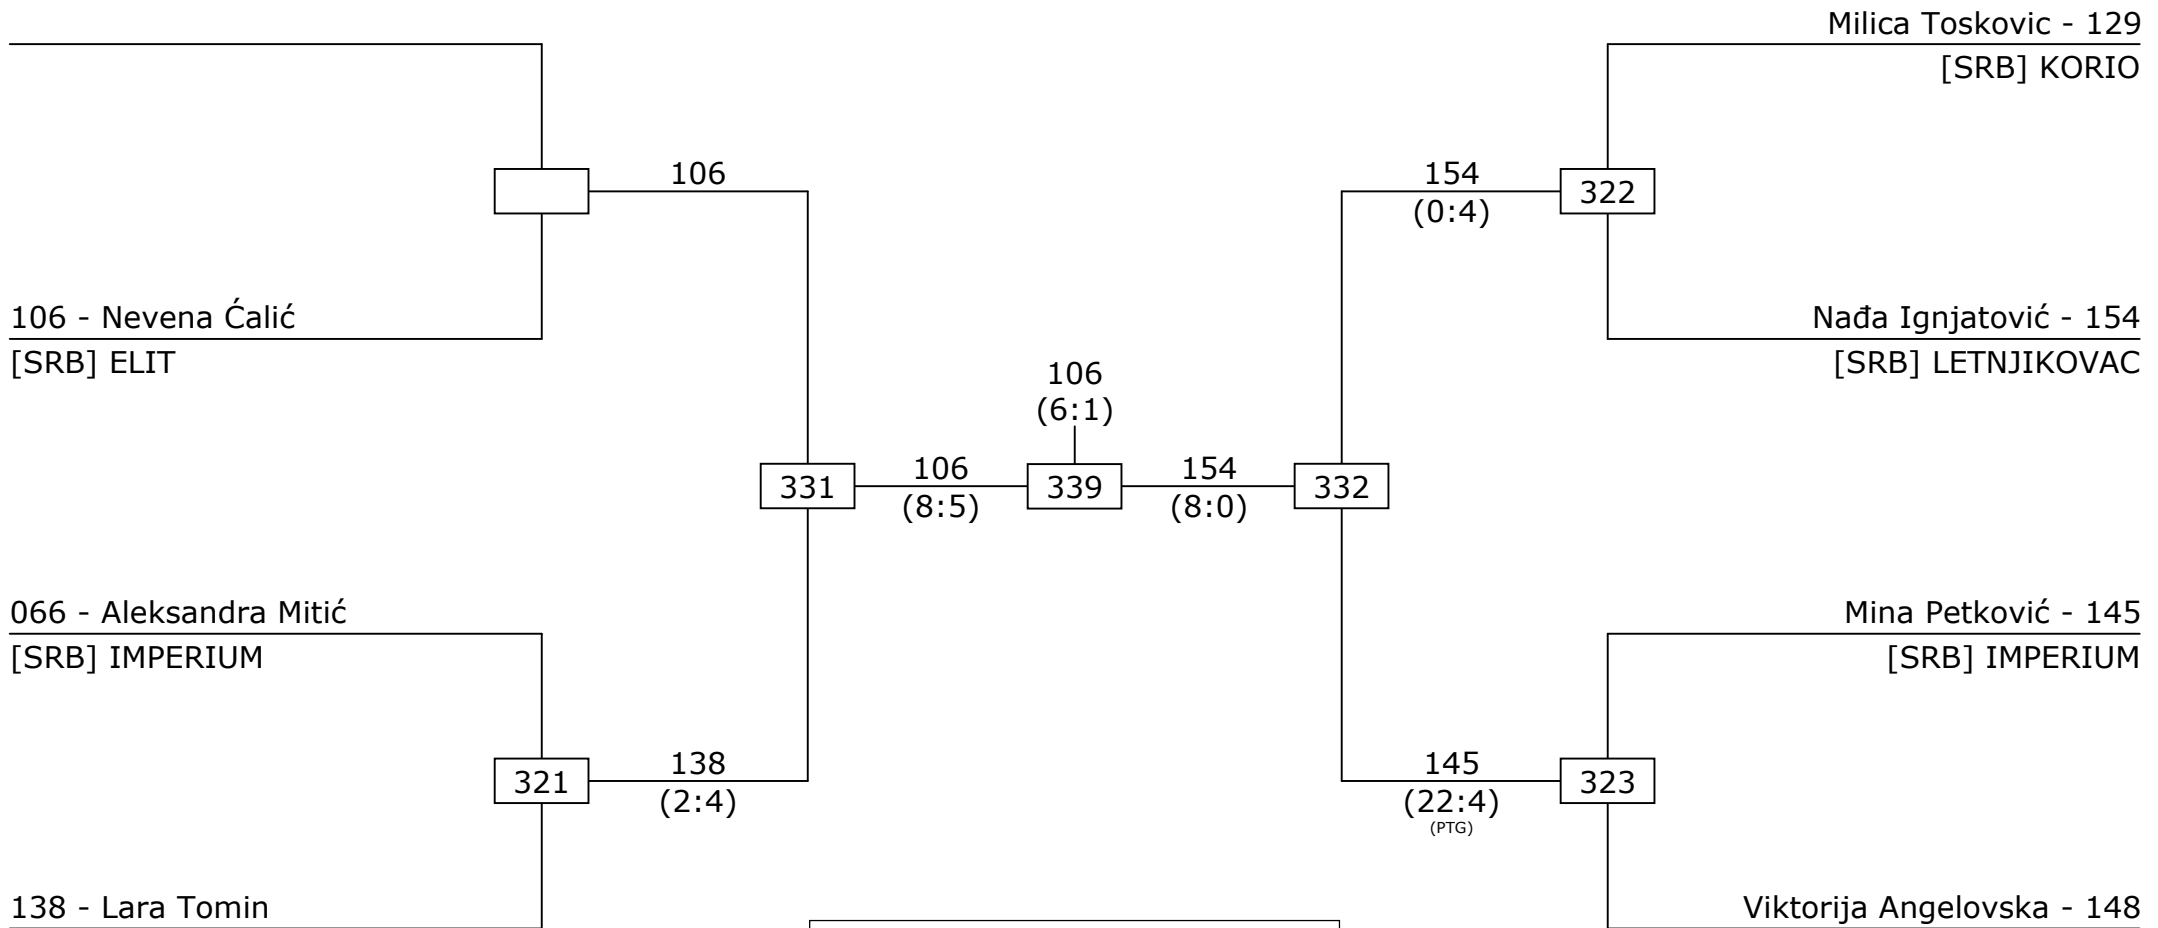 Milica Toskovic - 129
[SRB] KORIO
106
154
(0:4)
322
106 - Nevena Ćalić
[SRB] ELIT
Nađa Ignjatović - 154
[SRB] LETNJIKOVAC
106
(6:1)
331
106
(8:5)
339
154
(8:0)
332
066 - Aleksandra Mitić
[SRB] IMPERIUM
Mina Petković - 145
[SRB] IMPERIUM
321
138
(2:4)
145
(22:4)
(PTG)
323
138 - Lara Tomin
Viktorija Angelovska - 148